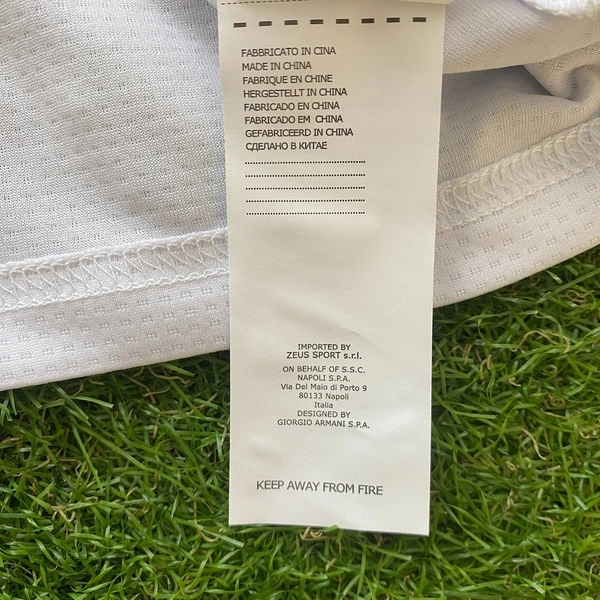 FABBRICATO IN CINA
MADE IN CHINA
FABRIQUE EN CHINE
HERGESTELLT IN CHINA
FABRICADO EN CHINA
FABRICADO EM CHINA
GEFABRICEERD IN CHINA
СДЕЛАНО В КИТАЕ
IMPORTED BY
ZEUS SPORT s.r.l.
ON BEHALF OF S.S.C.
NAPOLI S.P.A.
Via Del Maio di Porto 9
80133 Napoli
Italia
DESIGNED BY
GIORGIO ARMANI S.P.A.
KEEP AWAY FROM FIRE